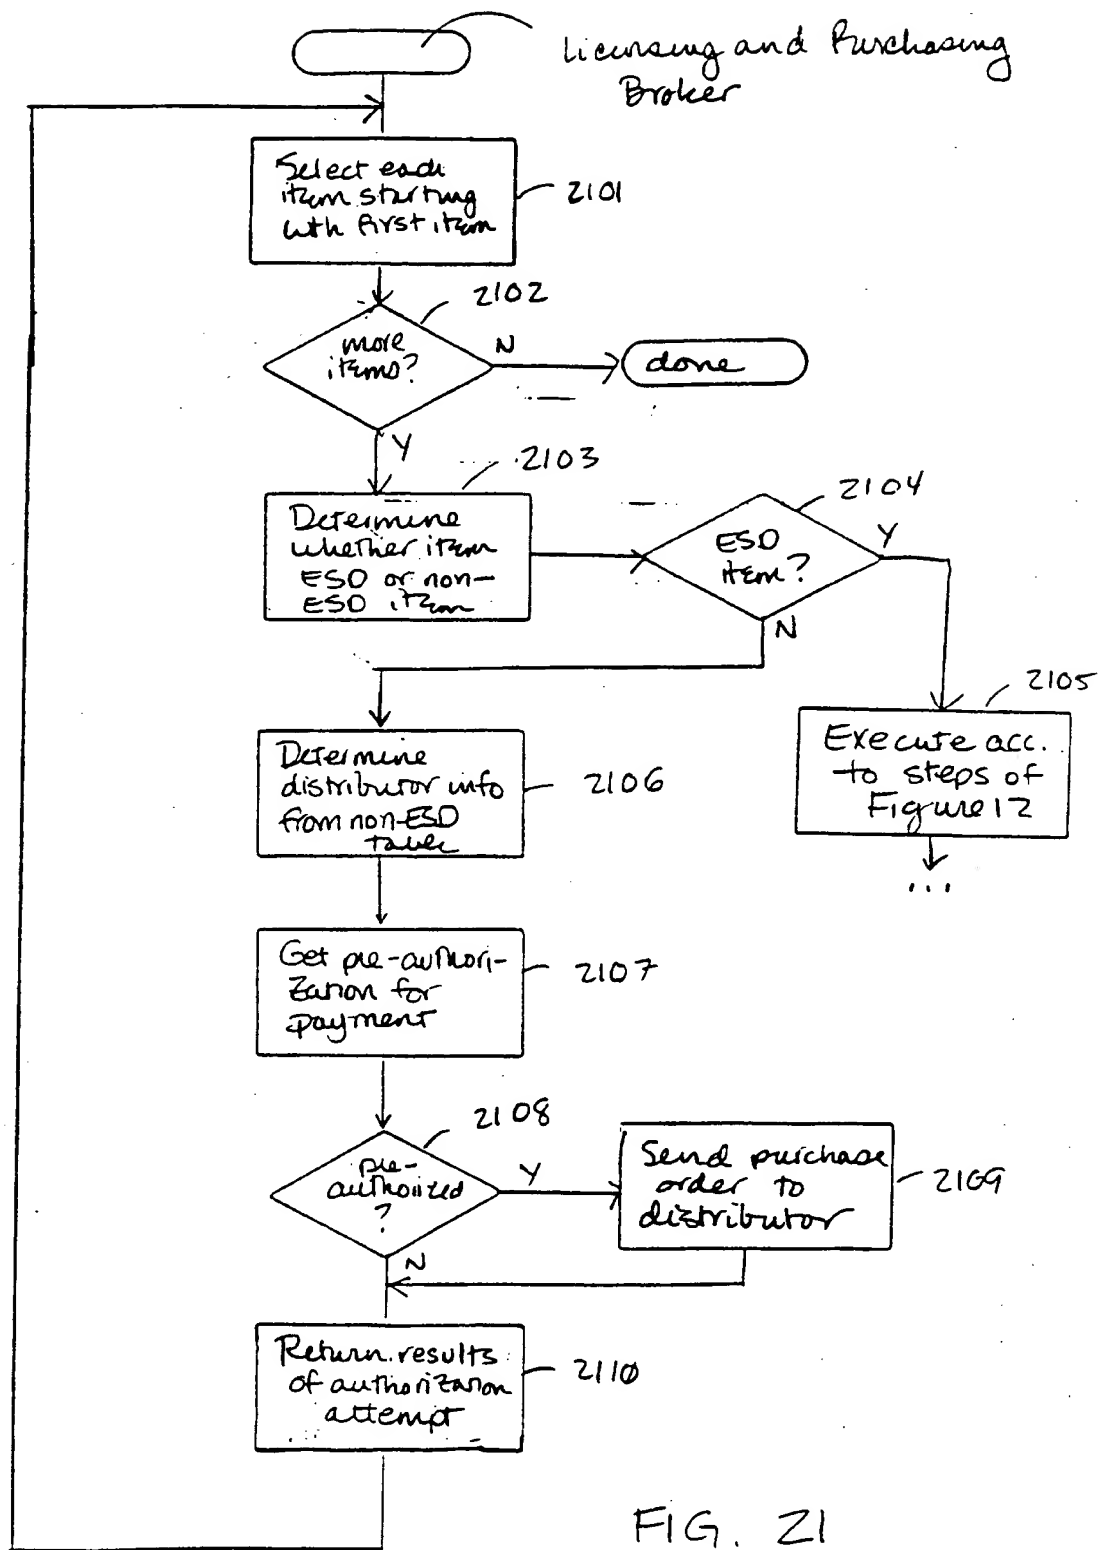 Licensing and Purchasing
Broker
Select each
item starting
with first item
2101
2102
more
items?
N
done
Y
2103
Determine
whether item
ESD or non-
ESD item
2104
ESD
item?
Y
N
2105
Execute acc.
to steps of
Figure 12
...
Determine
distributor info
from non-ESD
table
2106
Get pre-authori-
zation for
payment
2107
2108
pre-
authorized
?
Y
N
Send purchase
order to
distributor
2109
Return results
of authorization
attempt
2110
FIG. 21